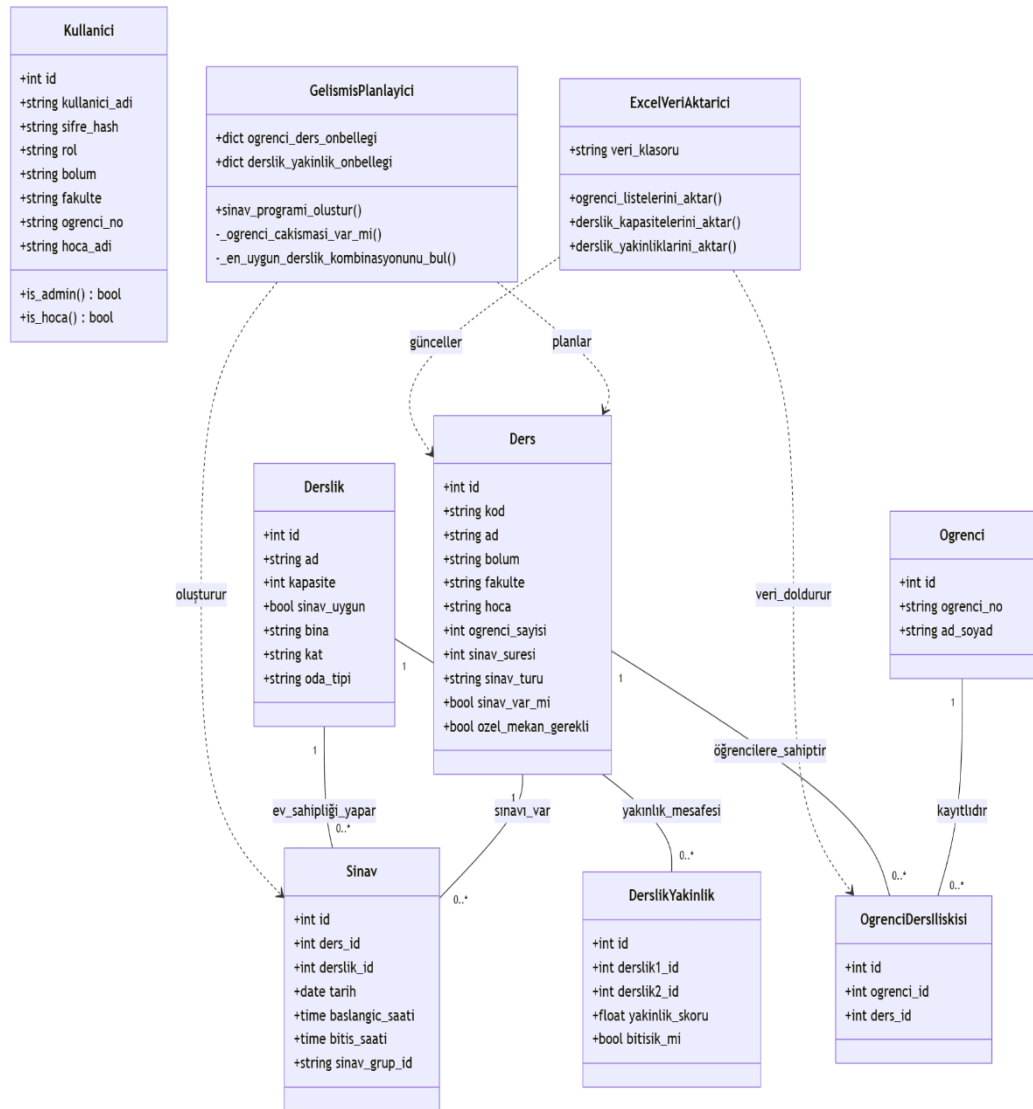 Kullanici
+int id
+string kullanici_adi
+string sifre_hash
+string rol
+string bolum
+string fakulte
+string ogrenci_no
+string hoca_adi
+is_admin() : bool
+is_hoca() : bool
GelismisPlanlayici
+dict ogrenci_ders_onbellegi
+dict derslik_yakinlik_onbellegi
+sinav_programi_olustur()
-_ogrenci_cakismasi_var_mi()
-_en_uygun_derslik_kombinasyonunu_bul()
ExcelVeriAktarici
+string veri_klasoru
+ogrenci_listelerini_aktar()
+derslik_kapasitelerini_aktar()
+derslik_yakinliklarini_aktar()
günceller
planlar
Ders
+int id
+string kod
+string ad
+string bolum
+string fakulte
+string hoca
+int ogrenci_sayisi
+int sinav_suresi
+string sinav_turu
+bool sinav_var_mi
+bool ozel_mekan_gerekli
Derslik
+int id
+string ad
+int kapasite
+bool sinav_uygun
+string bina
+string kat
+string oda_tipi
oluşturur
veri_doldurur
Ogrenci
+int id
+string ogrenci_no
+string ad_soyad
1
1
1
1
1
öğrencilere_sahiptir
ev_sahipliği_yapar
sınavı_var
yakınlık_mesafesi
kayıtlıdır
0..*
0..*
0..*
0..*
0..*
Sinav
+int id
+int ders_id
+int derslik_id
+date tarih
+time baslangic_saati
+time bitis_saati
+string sinav_grup_id
DerslikYakinlik
+int id
+int derslik1_id
+int derslik2_id
+float yakinlik_skoru
+bool bitisik_mi
OgrenciDersIliskisi
+int id
+int ogrenci_id
+int ders_id